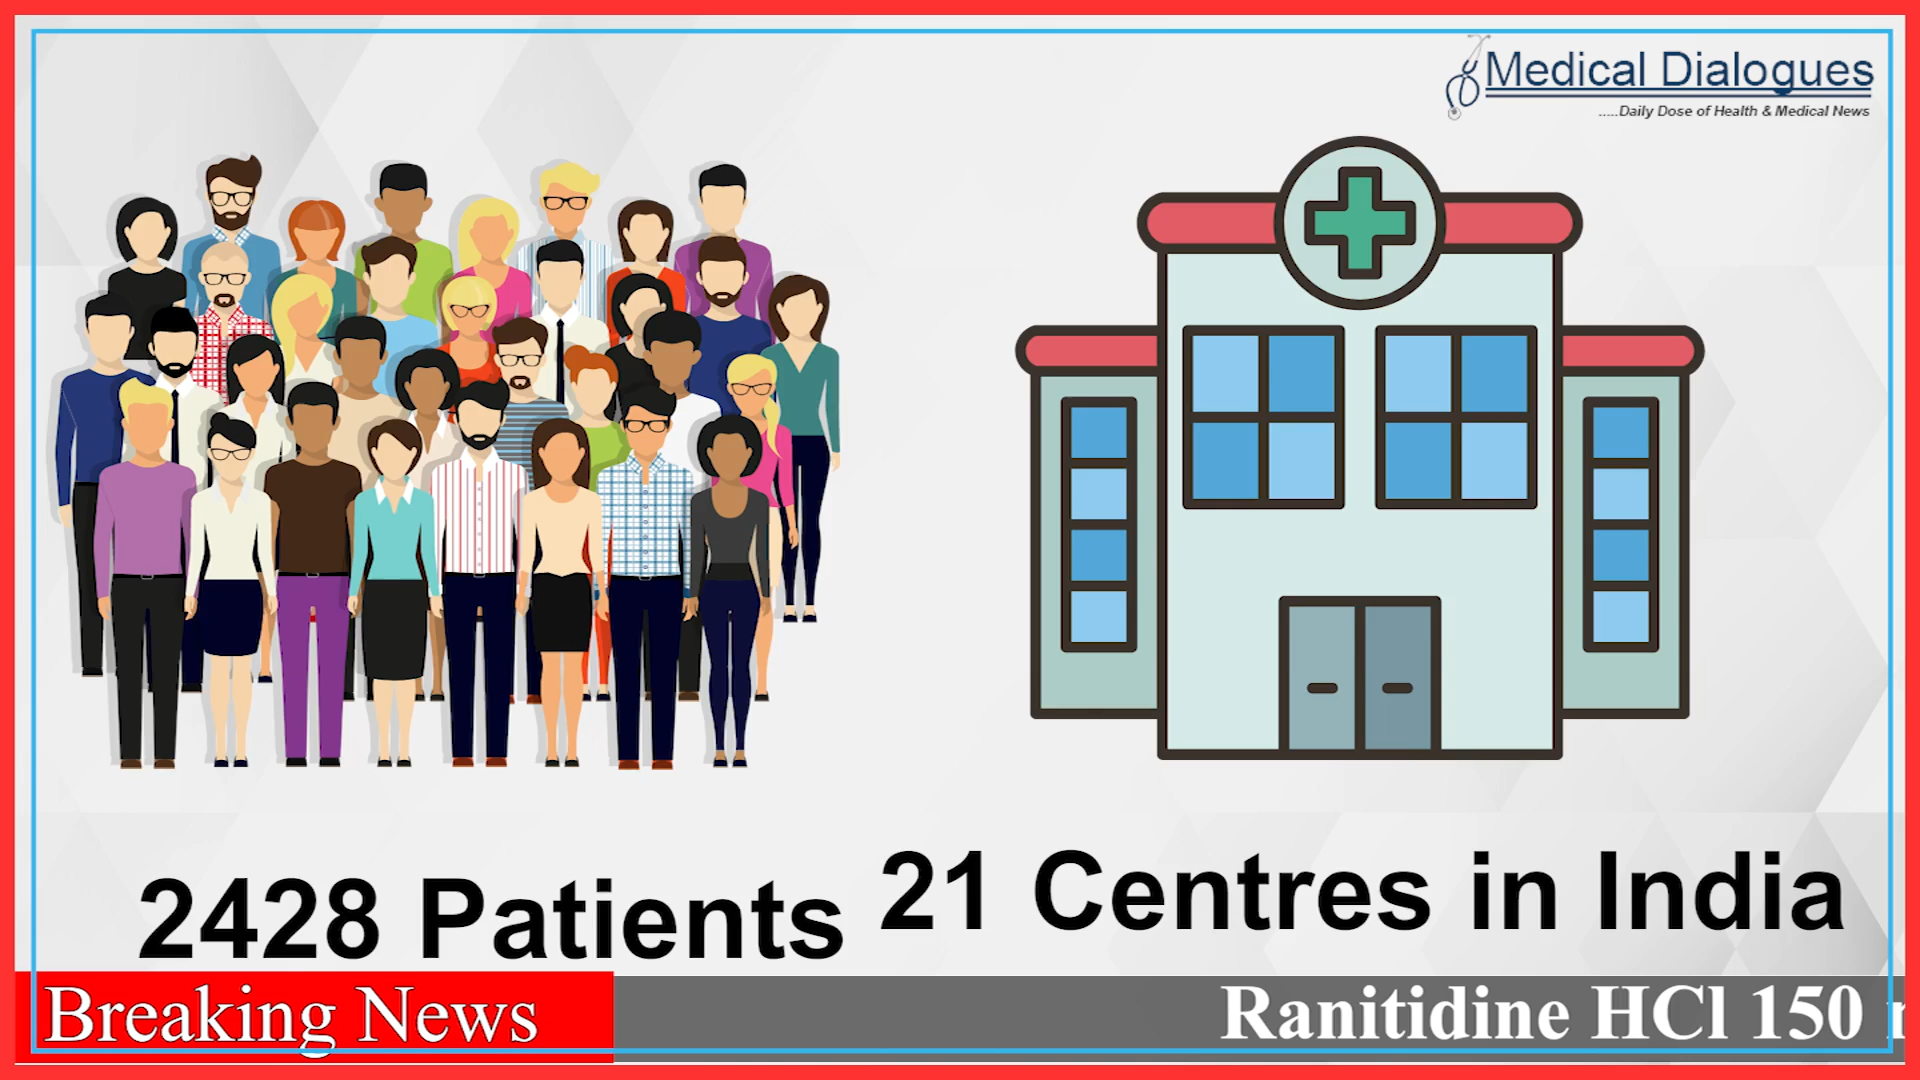 Medical Dialogues
.....Daily Dose of Health & Medical News
2428 Patients
21 Centres in India
Breaking News
Ranitidine HCl 150